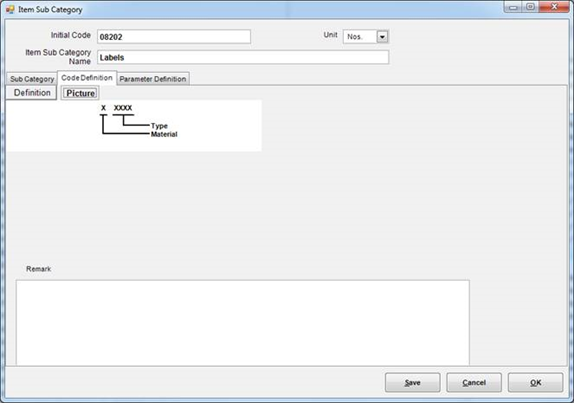 Item Sub Category
Initial Code 08202 Unit Nos.
Item Sub Category
Name Labels
Sub Category Code Definition Parameter Definition
Definition Picture
X XXXX
Type
Material
Remark
Save Cancel OK